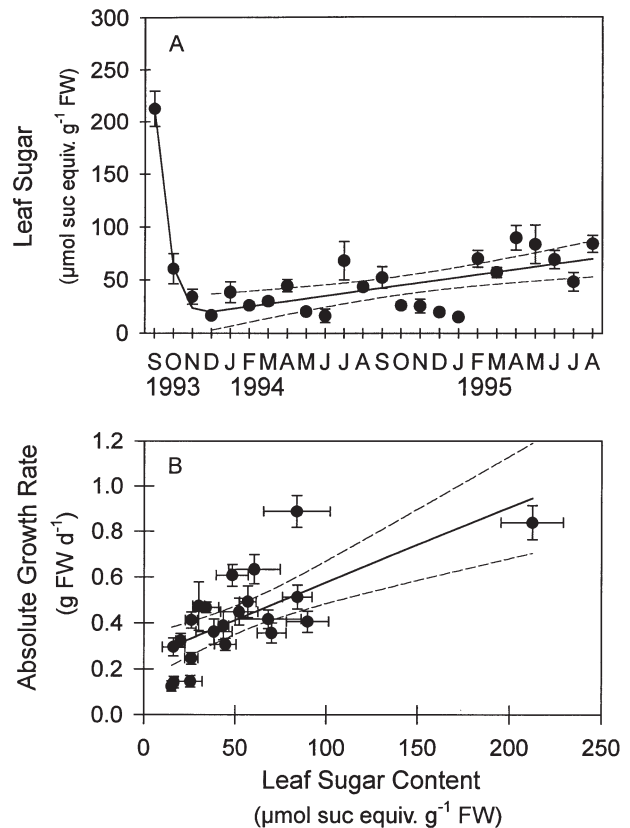 300
A
250
200
150
100
50
0
Leaf Sugar
(μmol suc equiv. g-1 FW)
S O N D J F M A M J J A S O N D J F M A M J J A
1993 1994 1995
1.2
B
1.0
0.8
0.6
0.4
0.2
0.0
Absolute Growth Rate
(g FW d-1)
0 50 100 150 200 250
Leaf Sugar Content
(μmol suc equiv. g-1 FW)